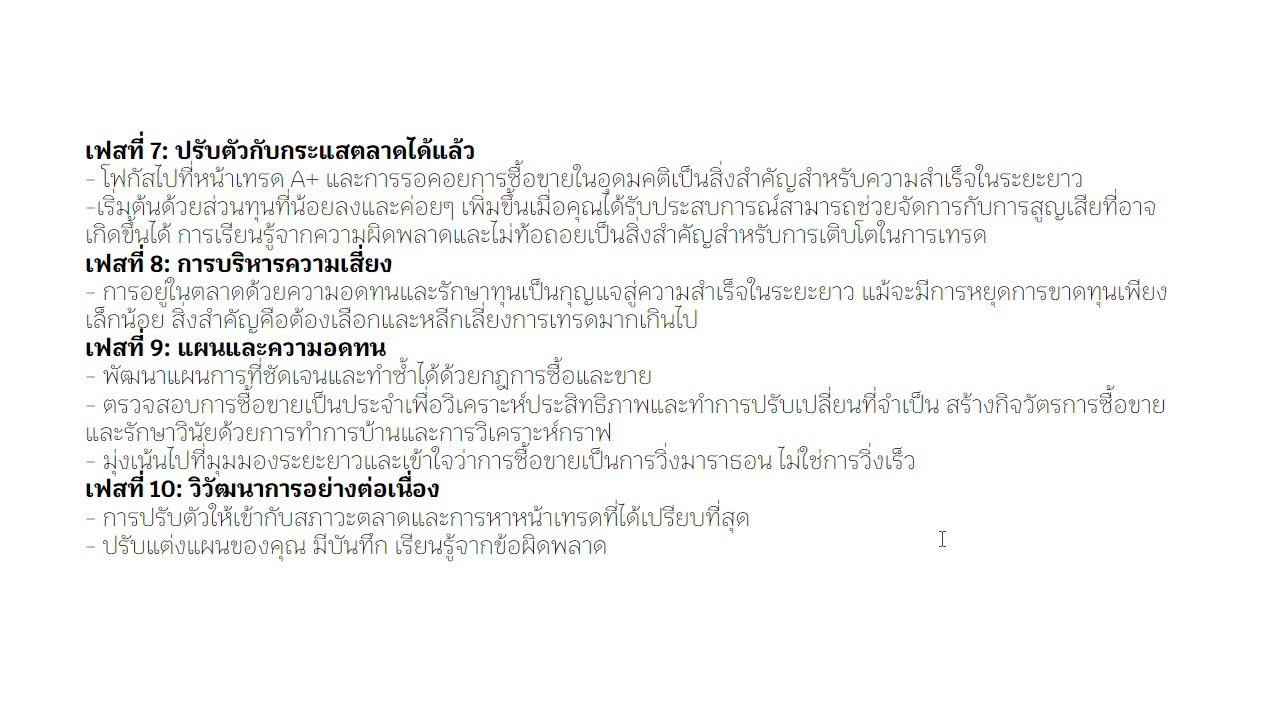 เฟสที่ 7: ปรับตัวกับกระแสตลาดได้แล้ว
- โฟกัสไปที่หน้าเทรด A+ และการรอคอยการซื้อขายในอุดมคติเป็นสิ่งสำคัญสำหรับความสำเร็จในระยะยาว
-เริ่มต้นด้วยส่วนทุนที่น้อยลงและค่อยๆ เพิ่มขึ้นเมื่อคุณได้รับประสบการณ์สามารถช่วยจัดการกับการสูญเสียที่อาจ
เกิดขึ้นได้ การเรียนรู้จากความผิดพลาดและไม่ท้อถอยเป็นสิ่งสำคัญสำหรับการเติบโตในการเทรด
เฟสที่ 8: การบริหารความเสี่ยง
- การอยู่ในตลาดด้วยความอดทนและรักษาทุนเป็นกุญแจสู่ความสำเร็จในระยะยาว แม้จะมีการหยุดการขาดทุนเพียง
เล็กน้อย สิ่งสำคัญคือต้องเลือกและหลีกเลี่ยงการเทรดมากเกินไป
เฟสที่ 9: แผนและความอดทน
- พัฒนาแผนการที่ชัดเจนและทำซ้ำได้ด้วยกฎการซื้อและขาย
- ตรวจสอบการซื้อขายเป็นประจำเพื่อวิเคราะห์ประสิทธิภาพและทำการปรับเปลี่ยนที่จำเป็น สร้างกิจวัตรการซื้อขาย
และรักษาวินัยด้วยการทำการบ้านและการวิเคราะห์กราฟ
- มุ่งเน้นไปที่มุมมองระยะยาวและเข้าใจว่าการซื้อขายเป็นการวิ่งมาราธอน ไม่ใช่การวิ่งเร็ว
เฟสที่ 10: วิวัฒนาการอย่างต่อเนื่อง
- การปรับตัวให้เข้ากับสภาวะตลาดและการหาหน้าเทรดที่ได้เปรียบที่สุด
- ปรับแต่งแผนของคุณ มีบันทึก เรียนรู้จากข้อผิดพลาด